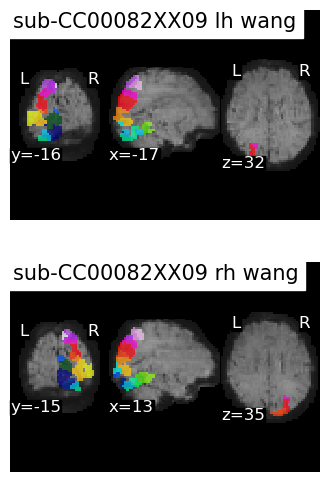 sub-CC00082XX09 lh wang
L R
L R
y=-16 x=-17 z=32
sub-CC00082XX09 rh wang
L R
L R
y=-15 x=13 z=35